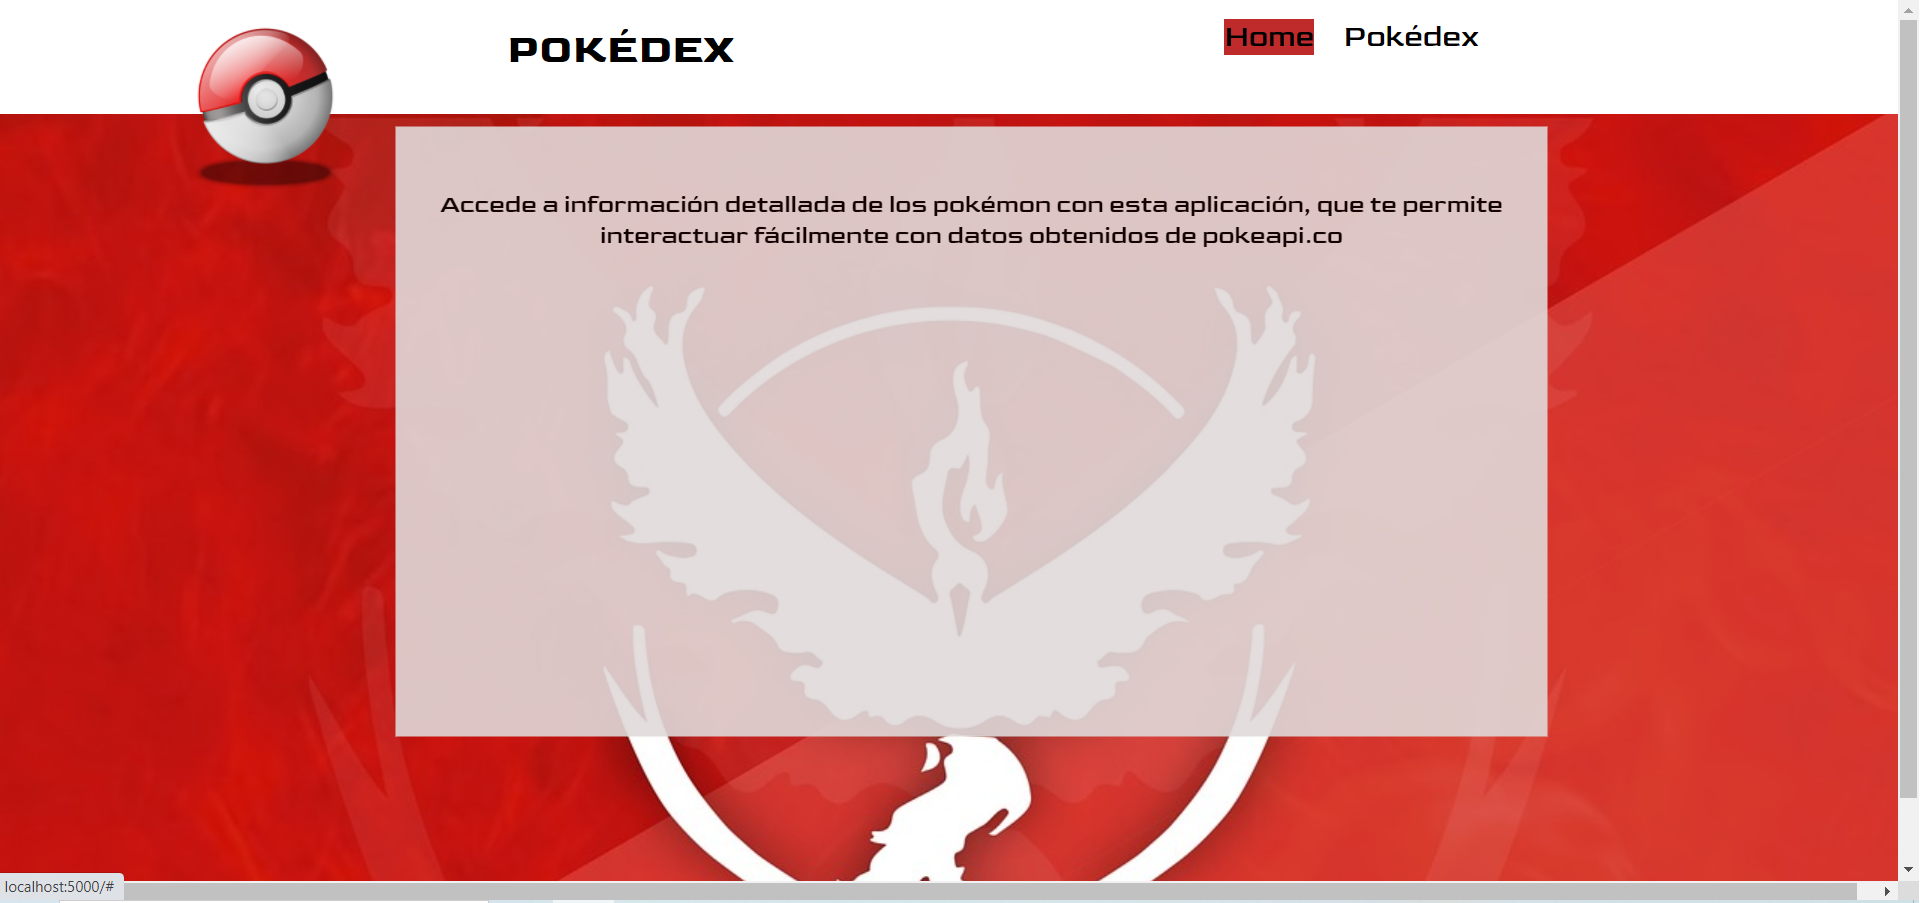 POKÉDEX
Home
Pokédex
Accede a información detallada de los pokémon con esta aplicación, que te permite
interactuar fácilmente con datos obtenidos de pokeapi.co
localhost:5000/#